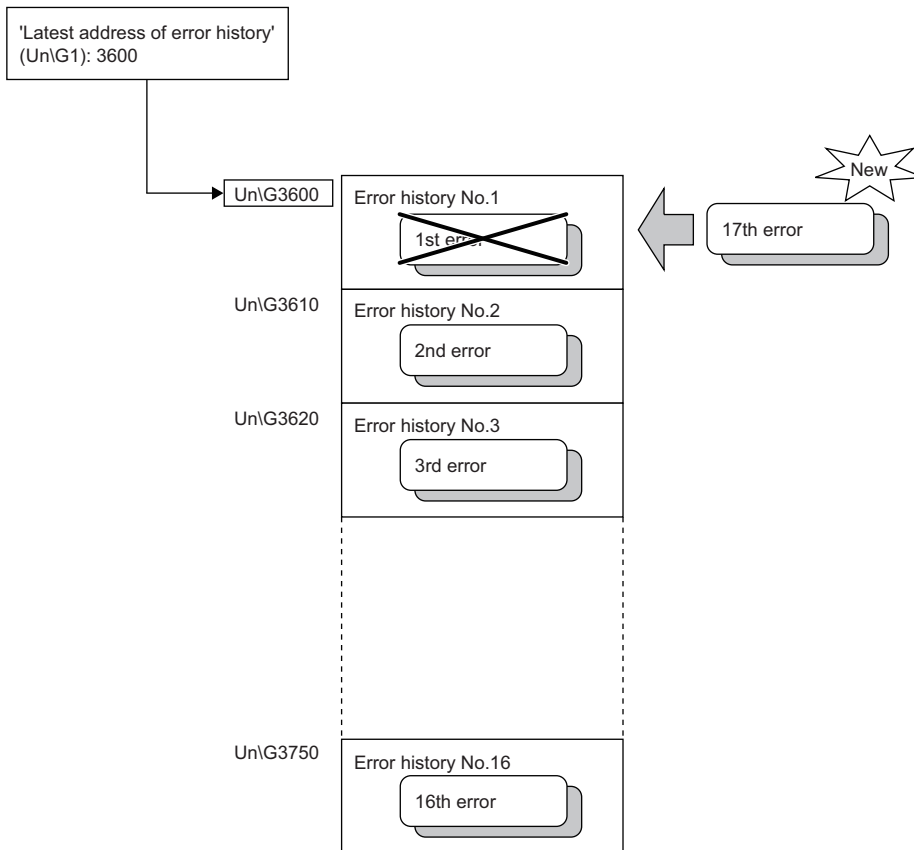 'Latest address of error history'
(Un\G1): 3600
New
Un\G3600
Error history No.1
1st error
17th error
Un\G3610
Error history No.2
2nd error
Un\G3620
Error history No.3
3rd error
Un\G3750
Error history No.16
16th error